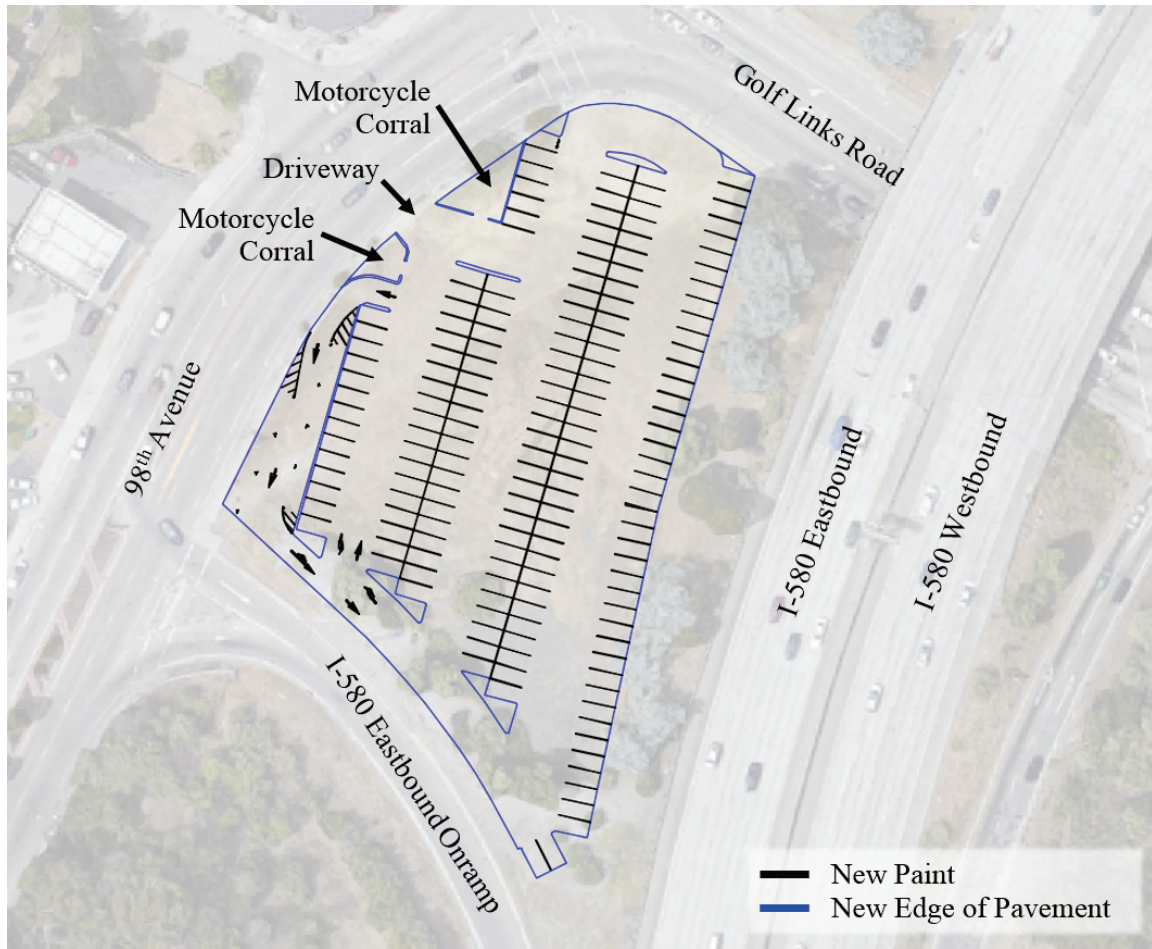 Golf Links Road
Motorcycle
Corral
Driveway
Motorcycle
Corral
98th Avenue
I-580 Eastbound
I-580 Westbound
I-580 Eastbound Onramp
New Paint
New Edge of Pavement